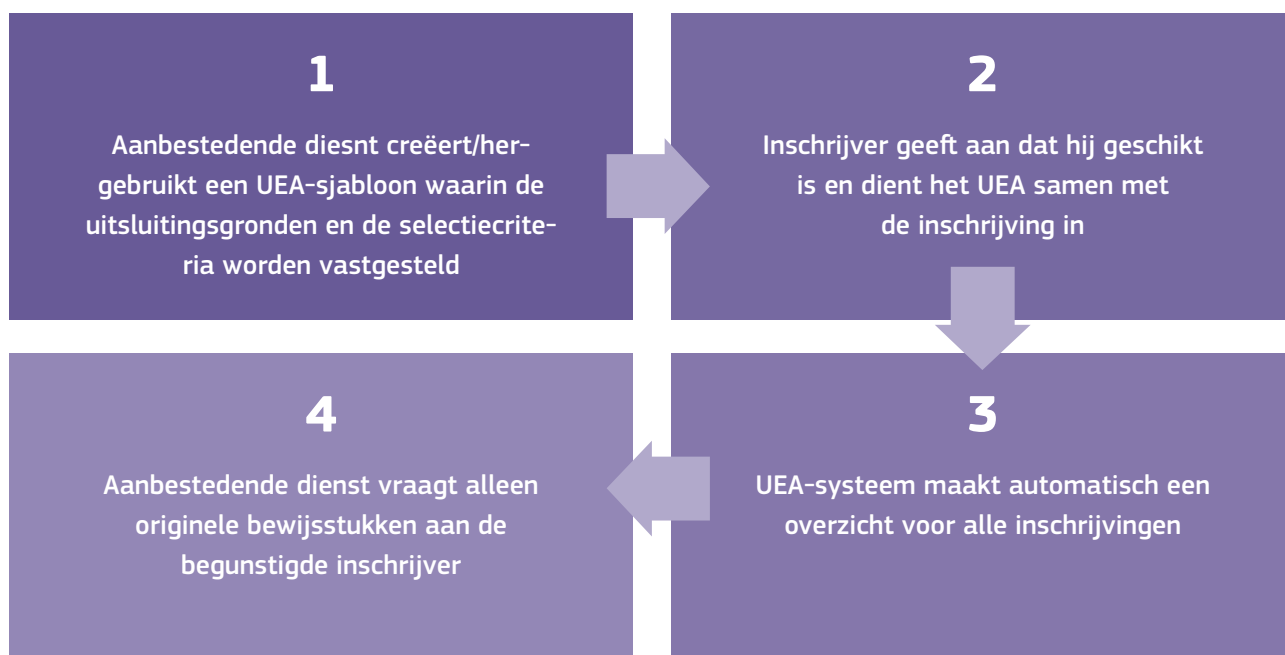 1
Aanbestedende diesnt creëert/her-
gebruikt een UEA-sjabloon waarin de
uitsluitingsgronden en de selectiecrite-
ria worden vastgesteld
2
Inschrijver geeft aan dat hij geschikt
is en dient het UEA samen met
de inschrijving in
3
UEA-systeem maakt automatisch een
overzicht voor alle inschrijvingen
4
Aanbestedende dienst vraagt alleen
originele bewijsstukken aan de
begunstigde inschrijver